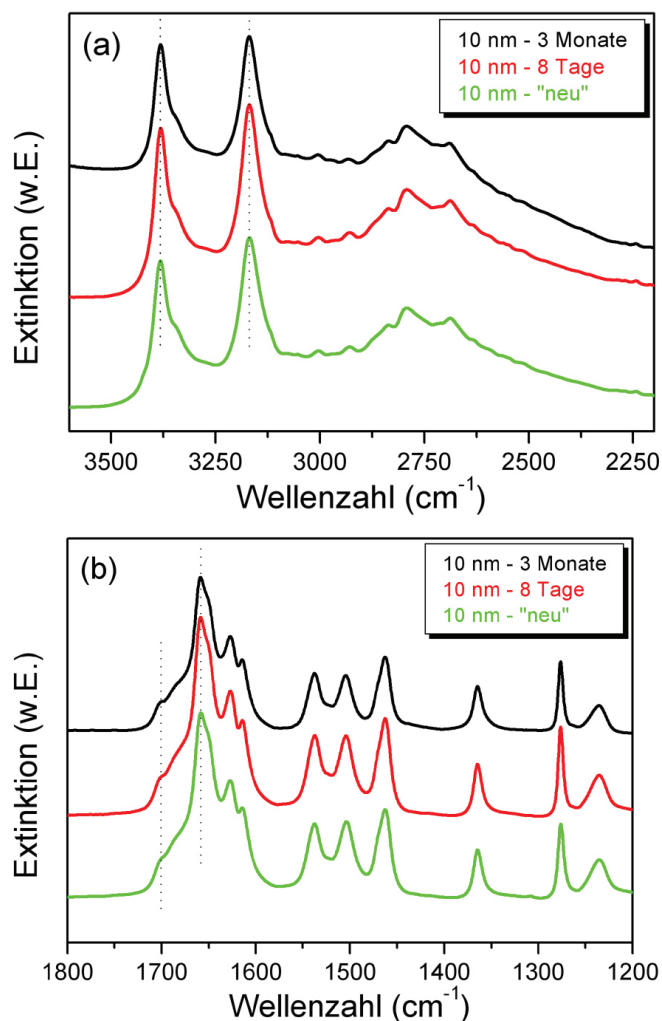 (a)
10 nm - 3 Monate
10 nm - 8 Tage
10 nm - "neu"
Extinktion (w.E.)
3500 3250 3000 2750 2500 2250
Wellenzahl (cm⁻¹)
(b)
10 nm - 3 Monate
10 nm - 8 Tage
10 nm - "neu"
Extinktion (w.E.)
1800 1700 1600 1500 1400 1300 1200
Wellenzahl (cm⁻¹)